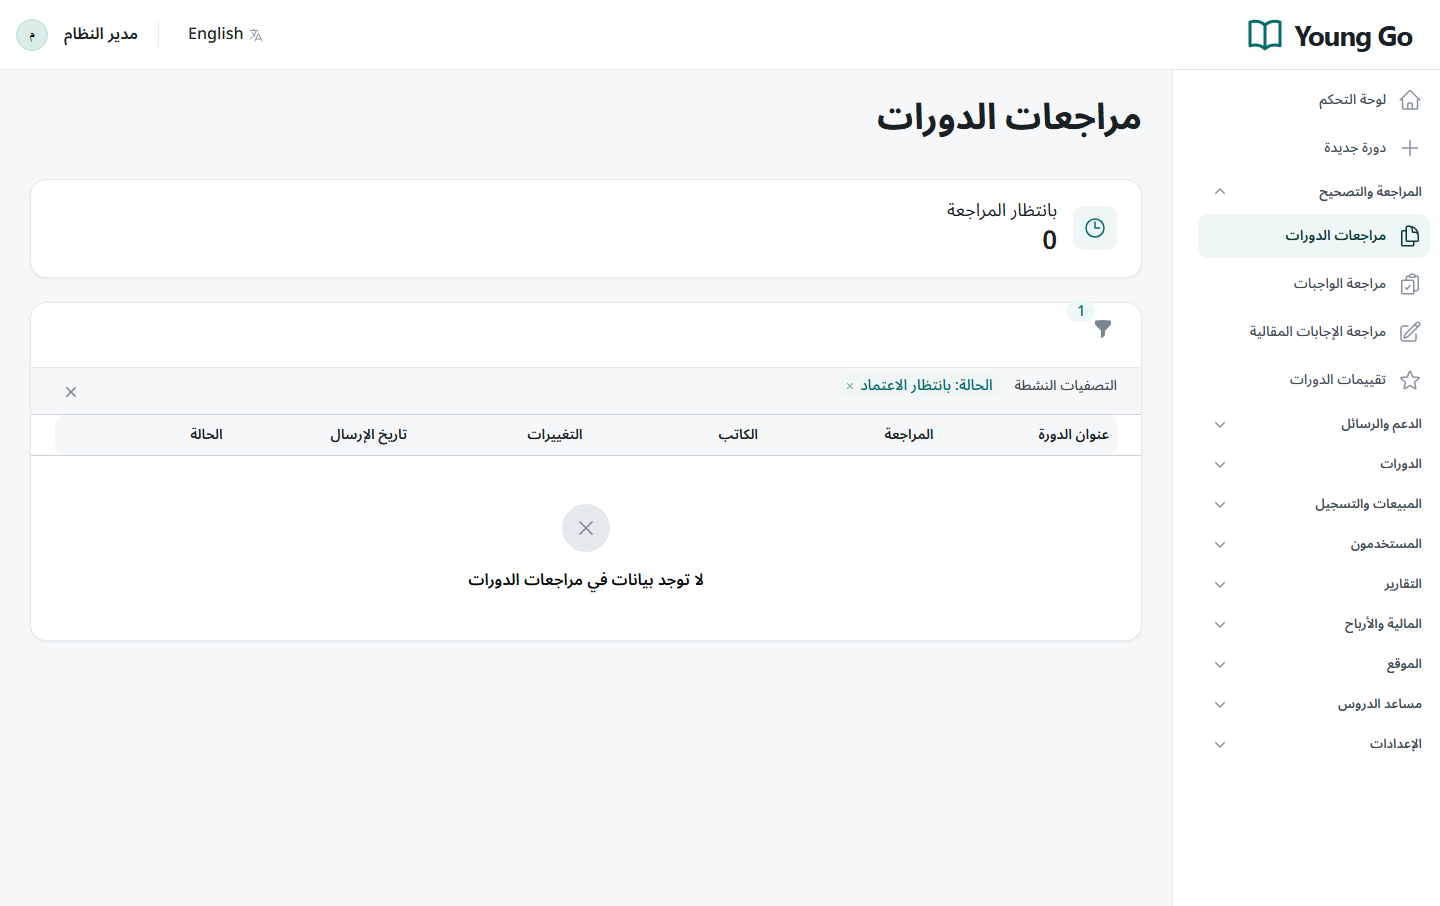 Young Go
English
مدير النظام
م
لوحة التحكم
دورة جديدة
المراجعة والتصحيح
مراجعات الدورات
مراجعة الواجبات
مراجعة الإجابات المقالية
تقييمات الدورات
الدعم والرسائل
الدورات
المبيعات والتسجيل
المستخدمون
التقارير
المالية والأرباح
الموقع
مساعد الدروس
الإعدادات
مراجعات الدورات
بانتظار المراجعة
0
1
التصفيات النشطة الحالة: بانتظار الاعتماد ×
عنوان الدورة المراجعة الكاتب التغييرات تاريخ الإرسال الحالة
لا توجد بيانات في مراجعات الدورات